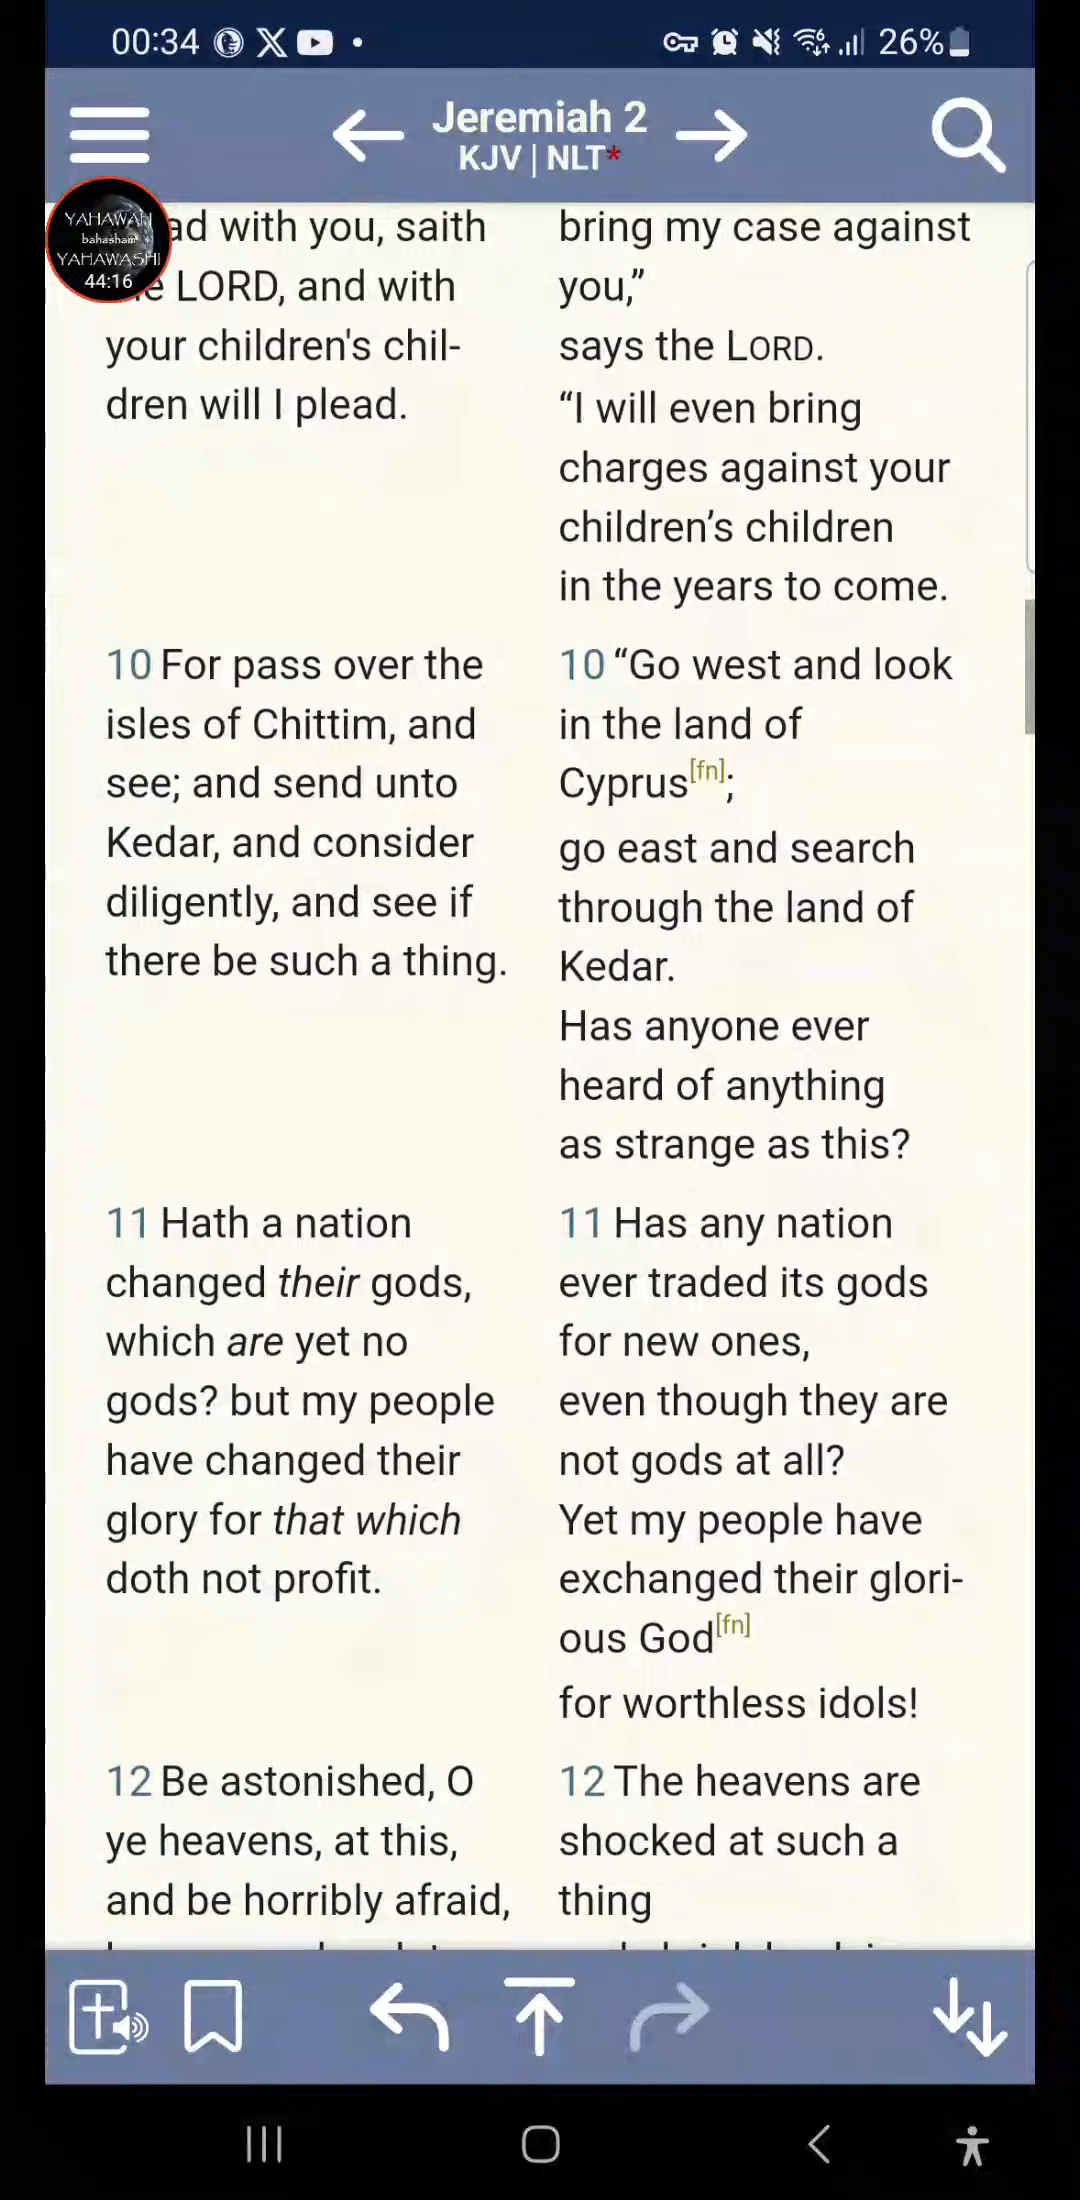 00:34
26%
Jeremiah 2
KJV | NLT*
YAHAWAH
bahasham
YAHAWASHI
44:16
ad with you, saith
e LORD, and with
your children's chil-
dren will I plead.
bring my case against
you,”
says the LORD.
“I will even bring
charges against your
children’s children
in the years to come.
10 For pass over the
isles of Chittim, and
see; and send unto
Kedar, and consider
diligently, and see if
there be such a thing.
10 “Go west and look
in the land of
Cyprus[fn];
go east and search
through the land of
Kedar.
Has anyone ever
heard of anything
as strange as this?
11 Hath a nation
changed their gods,
which are yet no
gods? but my people
have changed their
glory for that which
doth not profit.
11 Has any nation
ever traded its gods
for new ones,
even though they are
not gods at all?
Yet my people have
exchanged their glori-
ous God[fn]
for worthless idols!
12 Be astonished, O
ye heavens, at this,
and be horribly afraid,
12 The heavens are
shocked at such a
thing